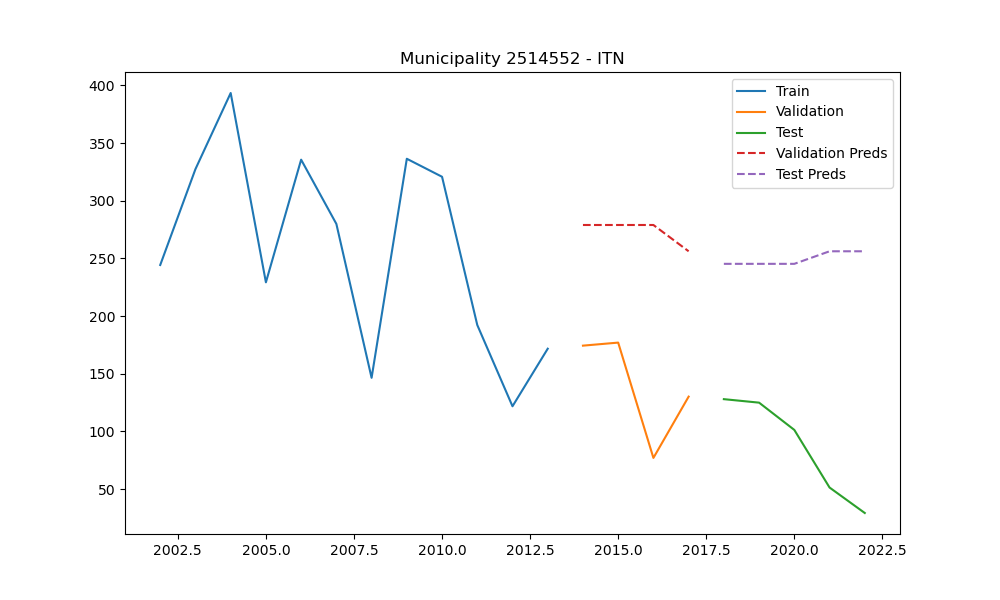 Municipality 2514552 - ITN
Train
Validation
Test
Validation Preds
Test Preds
400
350
300
250
200
150
100
50
2002.5 2005.0 2007.5 2010.0 2012.5 2015.0 2017.5 2020.0 2022.5